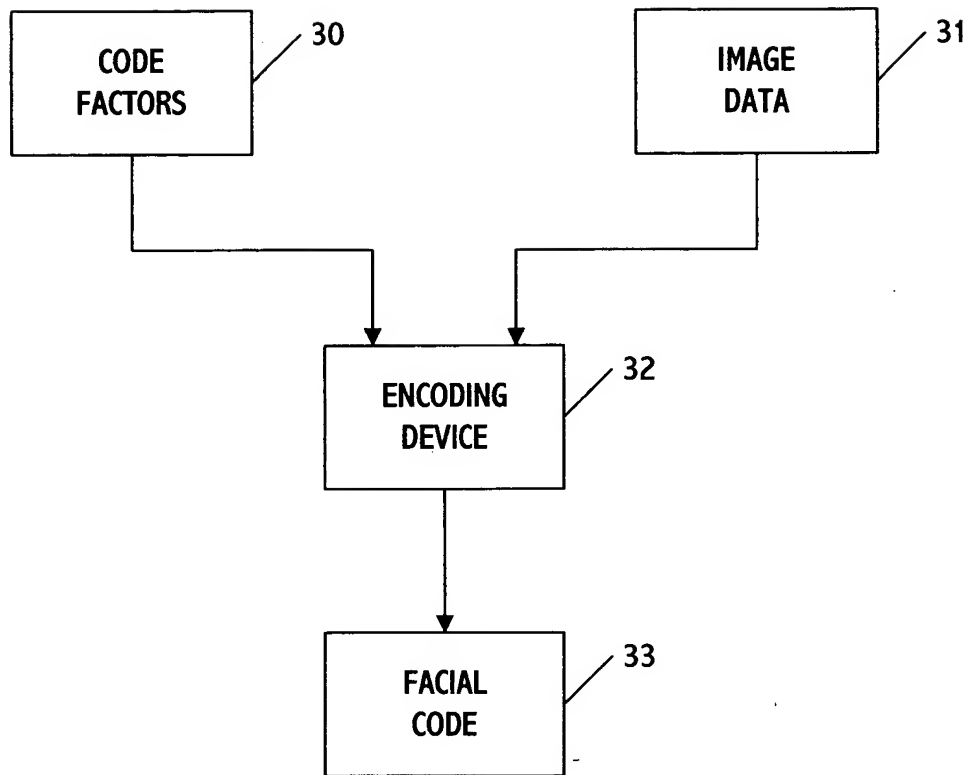 CODE
FACTORS
30
IMAGE
DATA
31
ENCODING
DEVICE
32
FACIAL
CODE
33